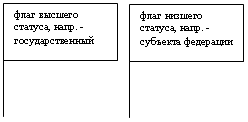 флаг высшего
статуса, напр. -
государственный
флаг низшего
статуса, напр. -
субъекта федерации